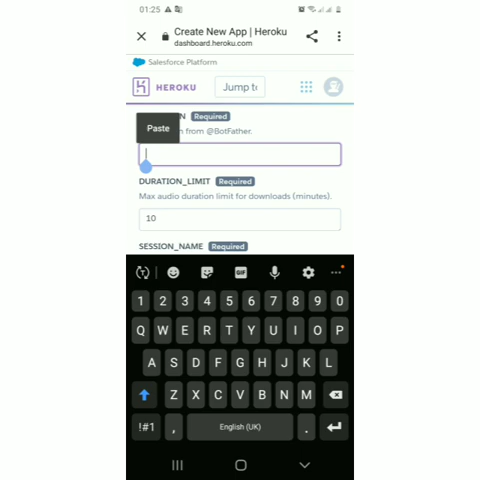 01:25
Create New App | Heroku
dashboard.heroku.com
Salesforce Platform
HEROKU
Jump to
N Required
Paste
n from @BotFather.
DURATION_LIMIT Required
Max audio duration limit for downloads (minutes).
10
SESSION_NAME Required
GIF
1 2 3 4 5 6 7 8 9 0
Q W E R T Y U I O P
A S D F G H J K L
Z X C V B N M
!#1 , English (UK) .